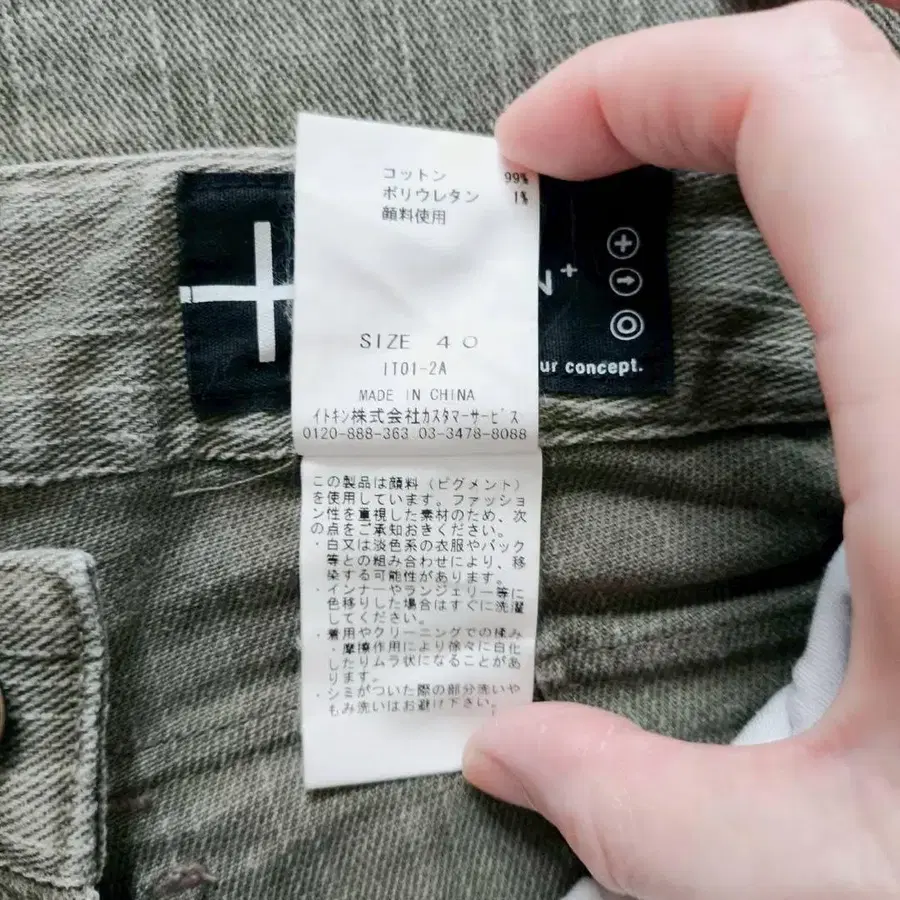 コットン 99%
ポリウレタン 1%
顔料使用
SIZE 40
IT01-2A
MADE IN CHINA
イトキン株式会社カスタマーサービス
0120-888-363 03-3478-8088
N+
ur concept.
この製品は顔料(ピグメント)
を使用しています。ファッショ
ン性を重視した素材のため、次
の点をご承知おきください。
・白又は淡色系の衣服やバック
等との組み合わせにより、移
染する可能性があります。
・インナーやランジェリー等に
色移りした場合はすぐに洗濯
してください。
・着用やクリーニングでの揉み
・摩擦作用により徐々に白化
したりムラ状になることがあ
ります。
・シミがついた際の部分洗いや
もみ洗いはお避け下さい。